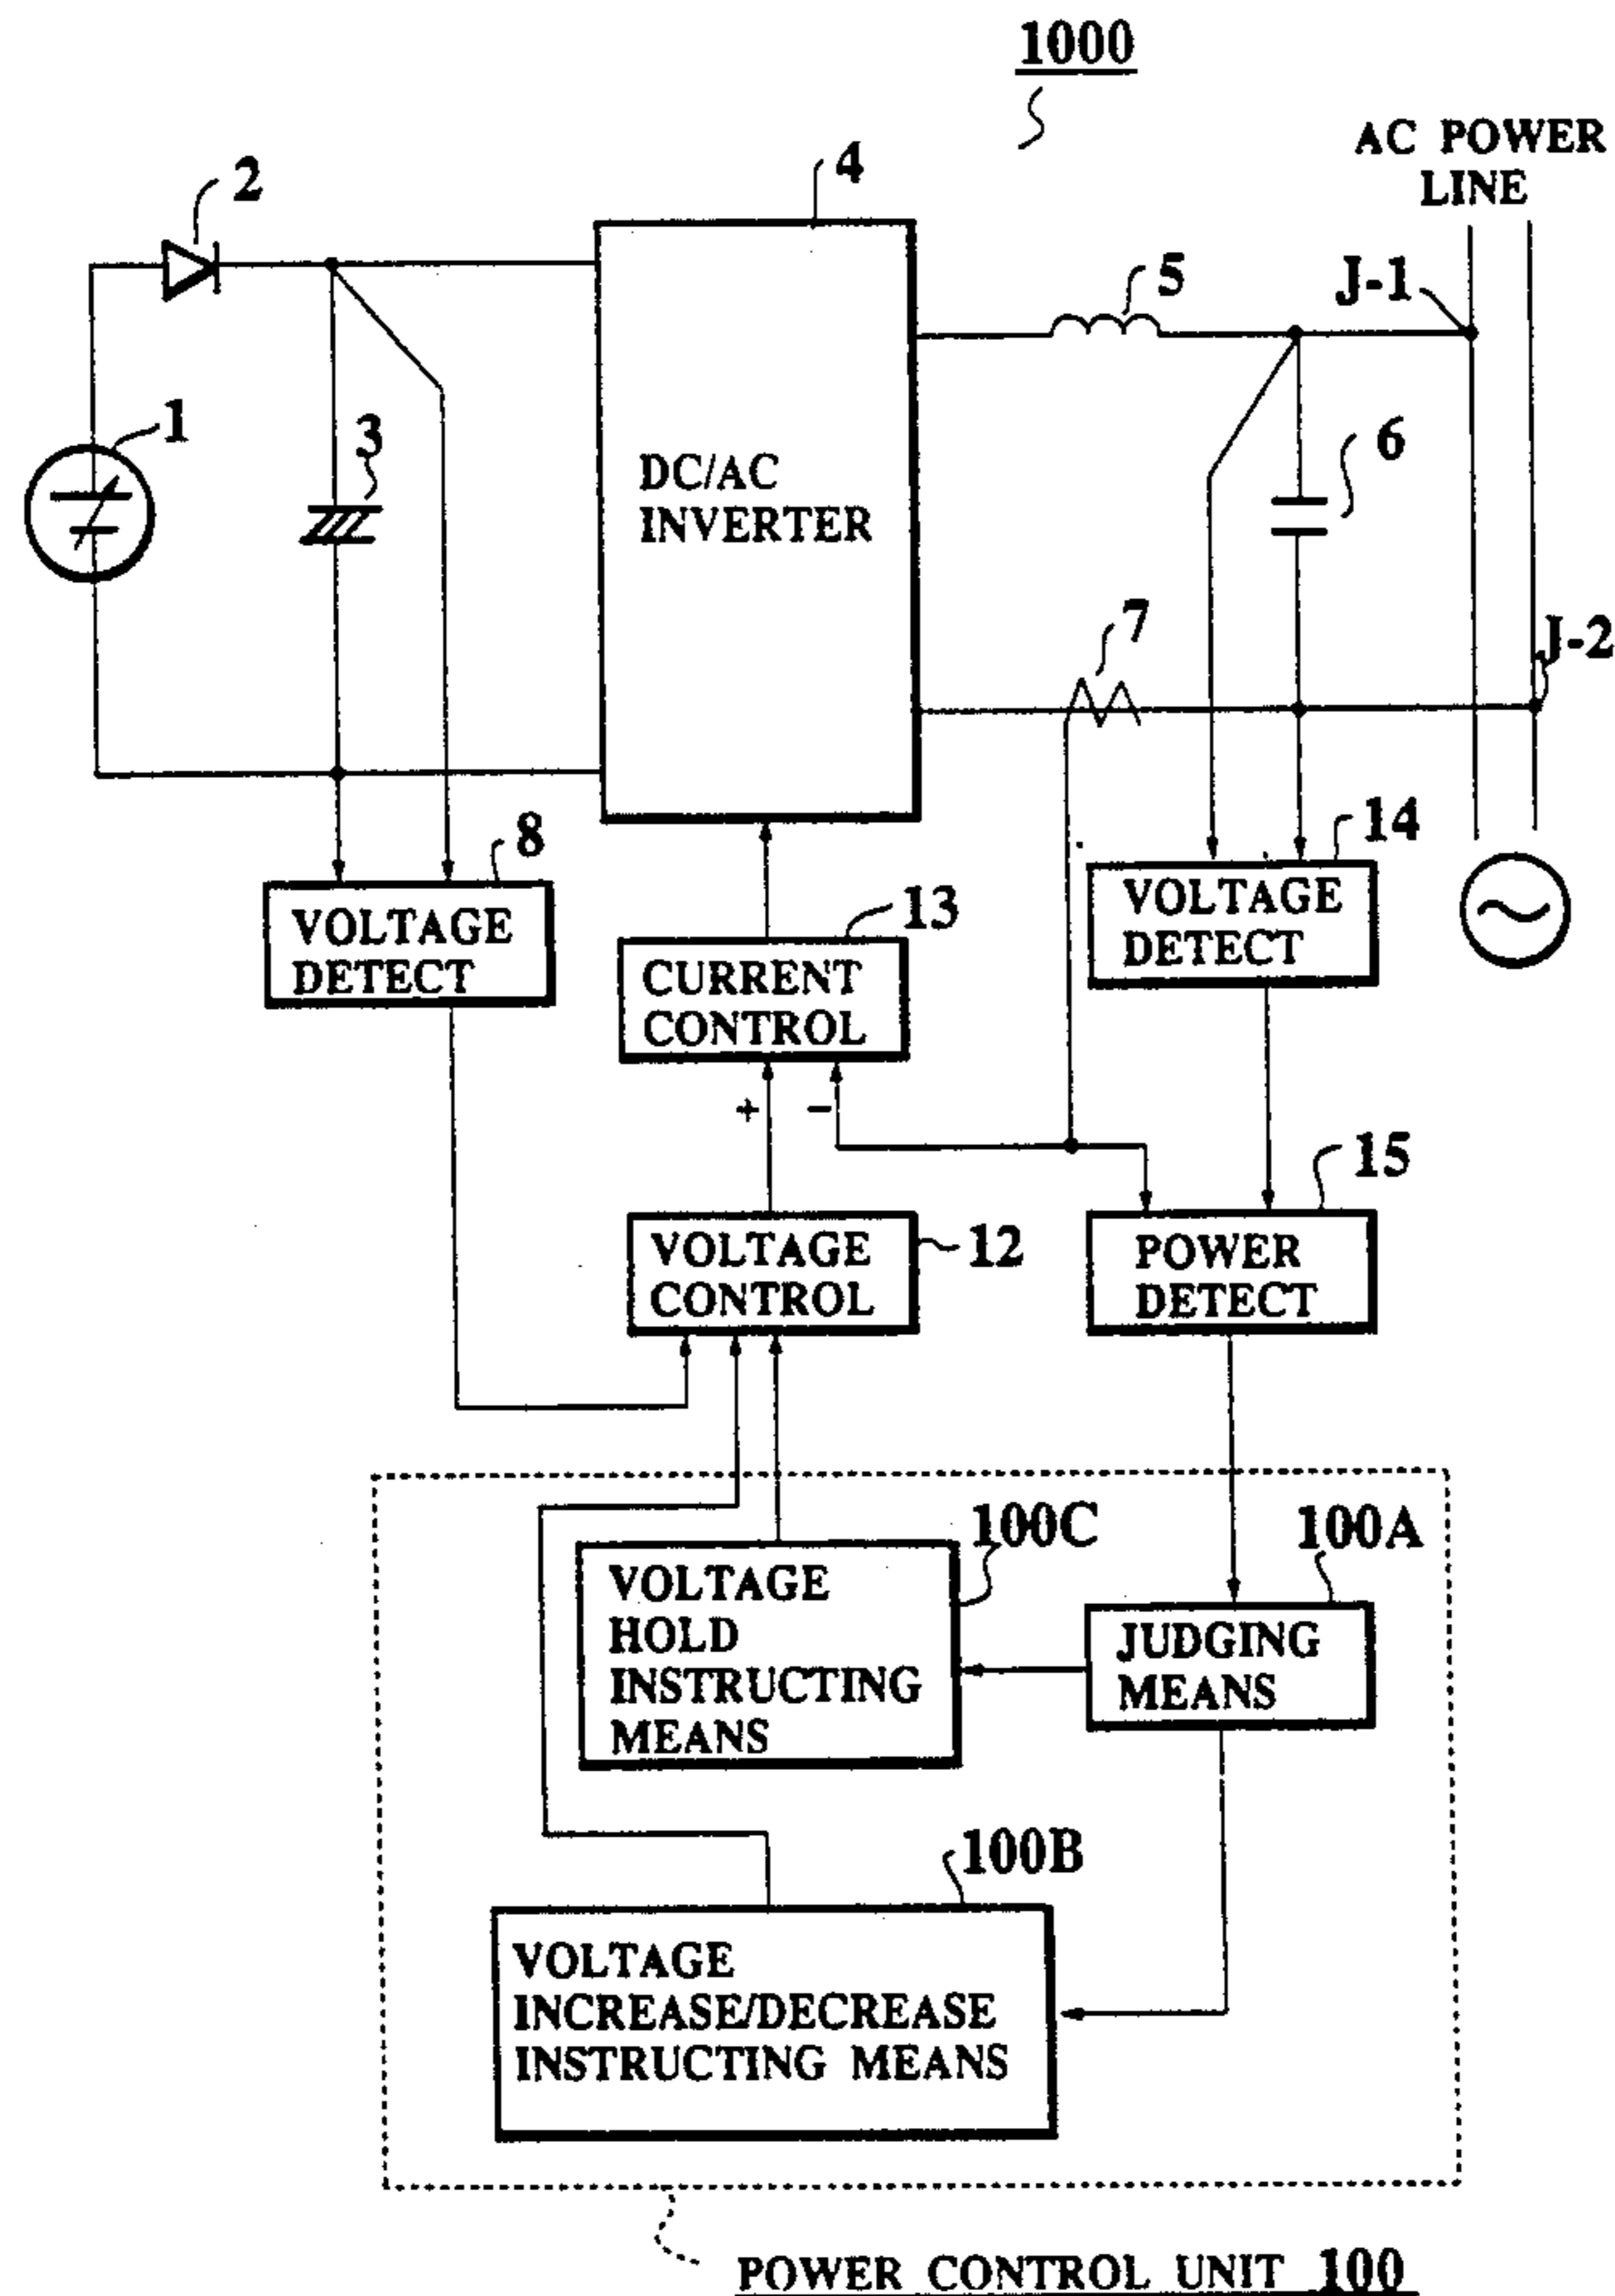 1000
AC POWER
LINE
2
4
5
J-1
1
3
6
DC/AC
INVERTER
7
J-2
8
14
VOLTAGE
DETECT
13
VOLTAGE
DETECT
CURRENT
CONTROL
+
−
15
12
VOLTAGE
CONTROL
POWER
DETECT
100C
100A
VOLTAGE
HOLD
INSTRUCTING
MEANS
JUDGING
MEANS
100B
VOLTAGE
INCREASE/DECREASE
INSTRUCTING MEANS
POWER CONTROL UNIT 100